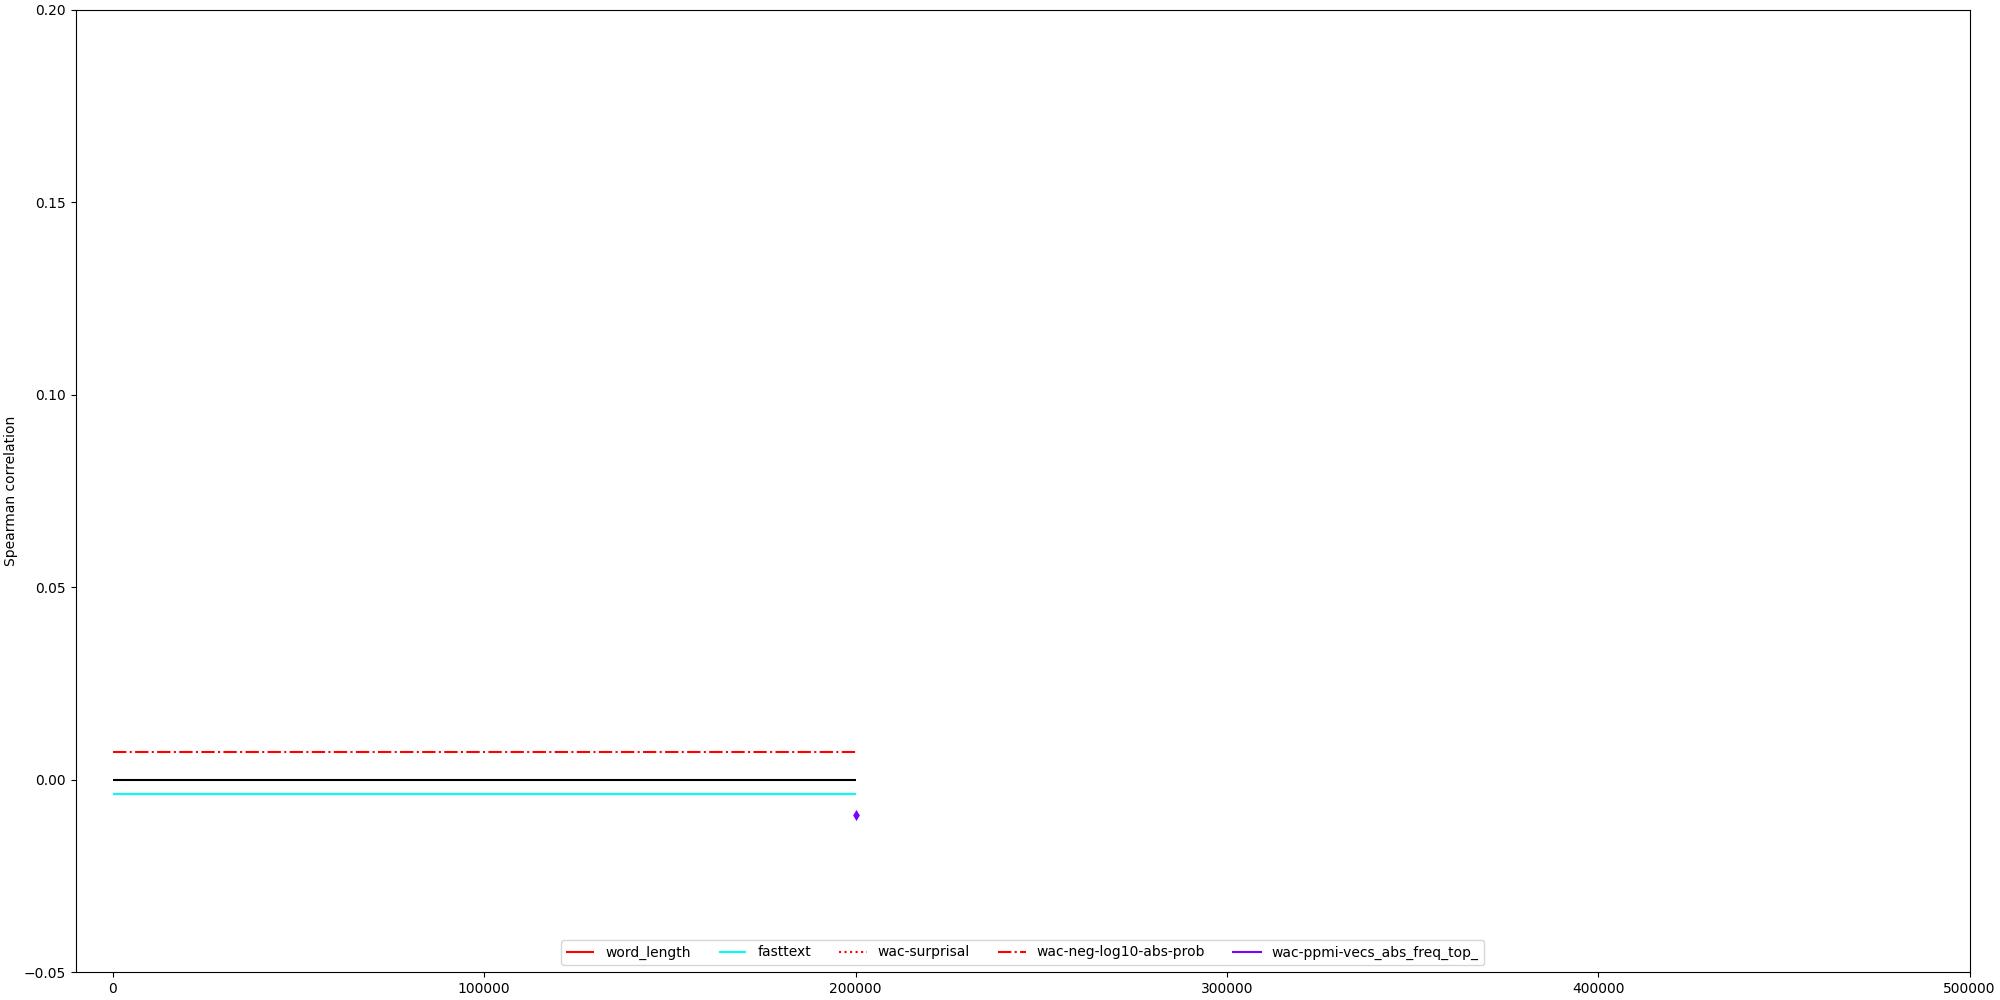 0.20
0.15
0.10
0.05
0.00
−0.05
Spearman correlation
word_length fasttext wac-surprisal wac-neg-log10-abs-prob wac-ppmi-vecs_abs_freq_top_
0 100000 200000 300000 400000 500000